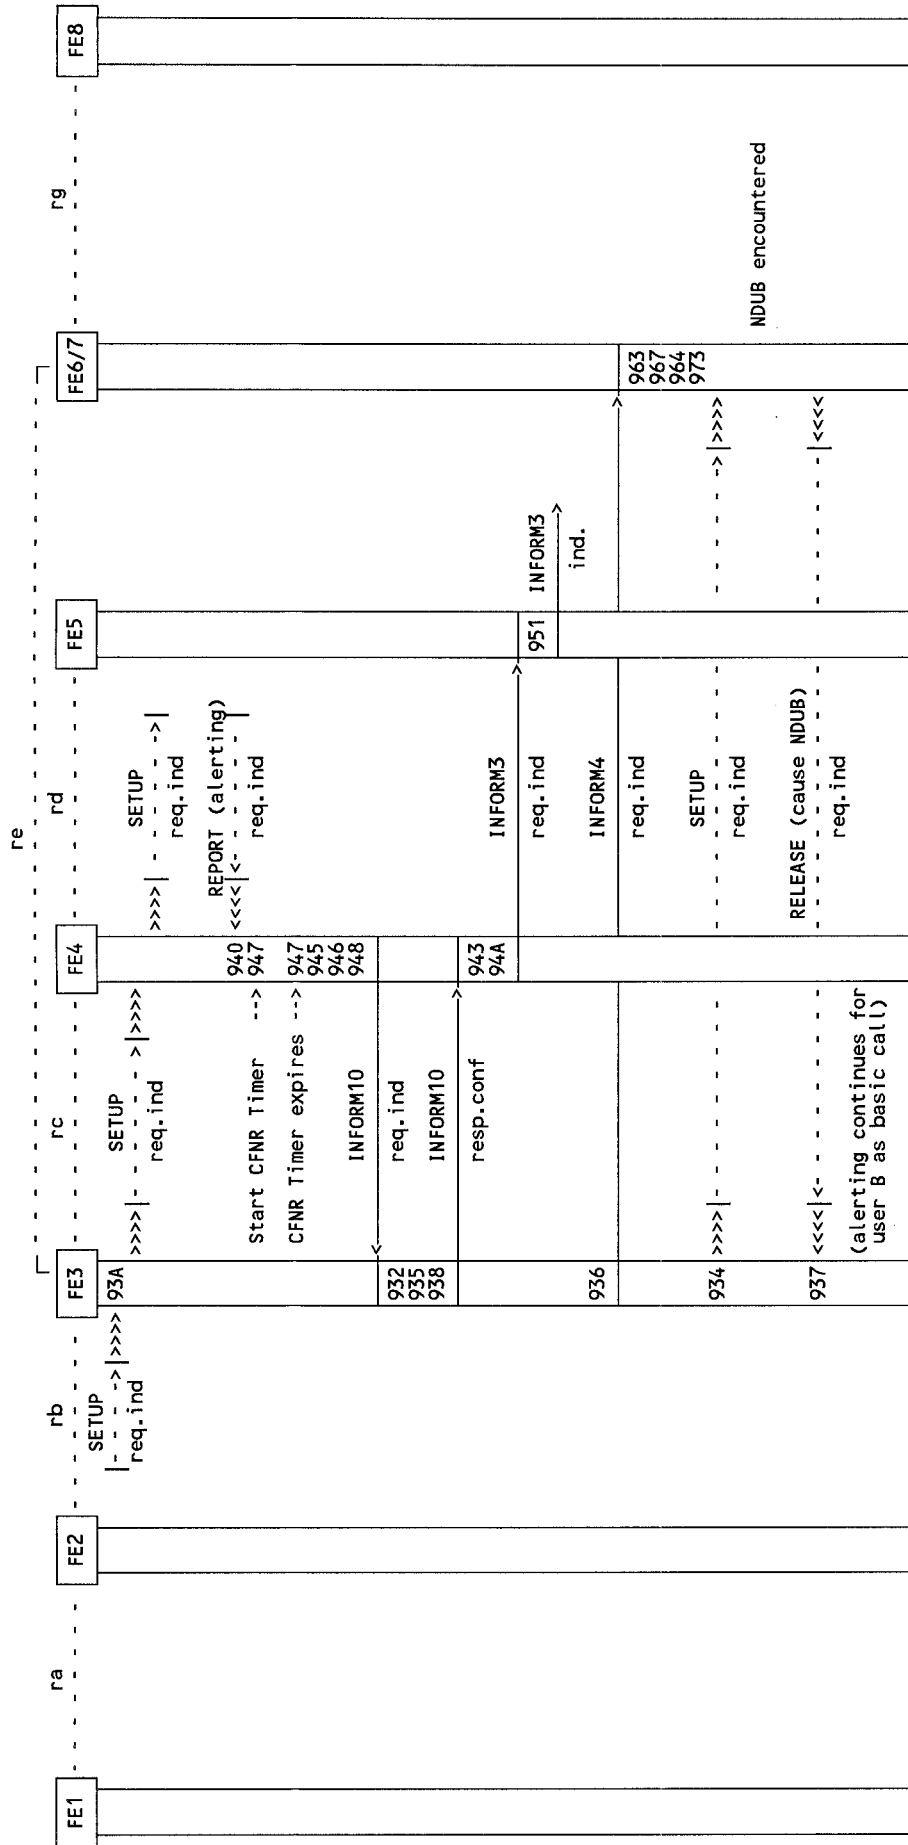 re
ra
rb
rc
rd
rg
FE1
FE2
FE3
FE4
FE5
FE6/7
FE8
SETUP
req.ind
93A
SETUP
req.ind
SETUP
req.ind
REPORT (alerting)
req.ind
Start CFNR Timer -->
940
947
CFNR Timer expires -->
947
945
946
948
INFORM10
req.ind
932
935
938
INFORM10
resp.conf
943
94A
INFORM3
req.ind
951
INFORM3
ind.
936
INFORM4
req.ind
963
967
964
973
934
SETUP
req.ind
NDUB encountered
937
RELEASE (cause NDUB)
req.ind
(alerting continues for
user B as basic call)